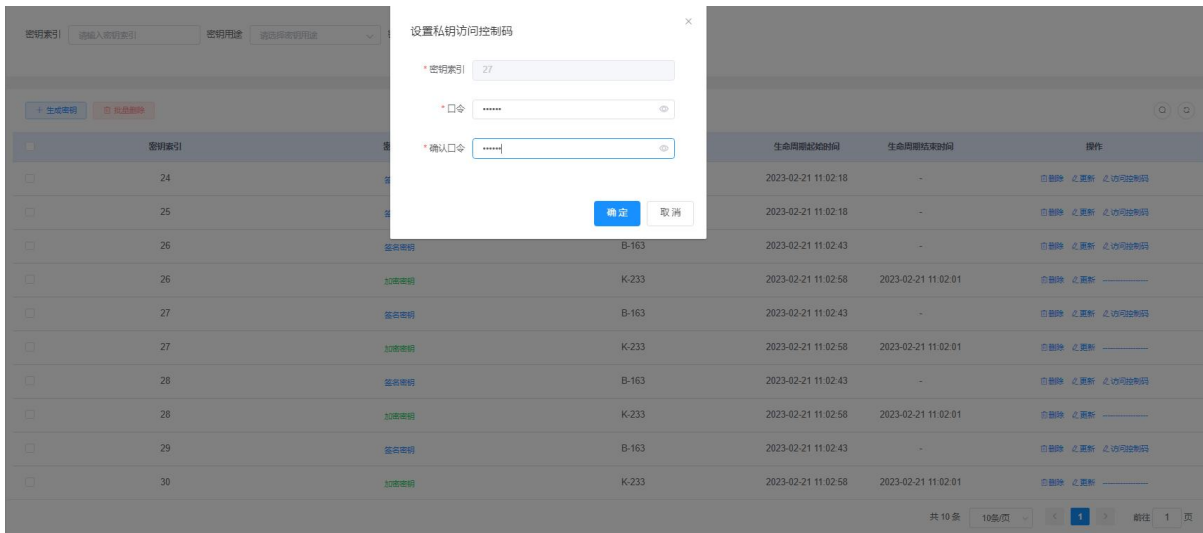 密钥索引 请输入密钥索引 密钥用途 请选择密钥用途
设置私钥访问控制码
* 密钥索引 27
* 口令 ••••••
* 确认口令 ••••••
确 定 取 消
+ 生成密钥 批量删除
密钥索引 生命周期起始时间 生命周期结束时间 操作
24 2023-02-21 11:02:18 - 删除 更新 访问控制码
25 2023-02-21 11:02:18 - 删除 更新 访问控制码
26 签名密钥 B-163 2023-02-21 11:02:43 - 删除 更新 访问控制码
26 加密密钥 K-233 2023-02-21 11:02:58 2023-02-21 11:02:01 删除 更新 ----------
27 签名密钥 B-163 2023-02-21 11:02:43 - 删除 更新 访问控制码
27 加密密钥 K-233 2023-02-21 11:02:58 2023-02-21 11:02:01 删除 更新 ----------
28 签名密钥 B-163 2023-02-21 11:02:43 - 删除 更新 访问控制码
28 加密密钥 K-233 2023-02-21 11:02:58 2023-02-21 11:02:01 删除 更新 ----------
29 签名密钥 B-163 2023-02-21 11:02:43 - 删除 更新 访问控制码
30 加密密钥 K-233 2023-02-21 11:02:58 2023-02-21 11:02:01 删除 更新 ----------
共 10 条 10条/页 < 1 > 前往 1 页